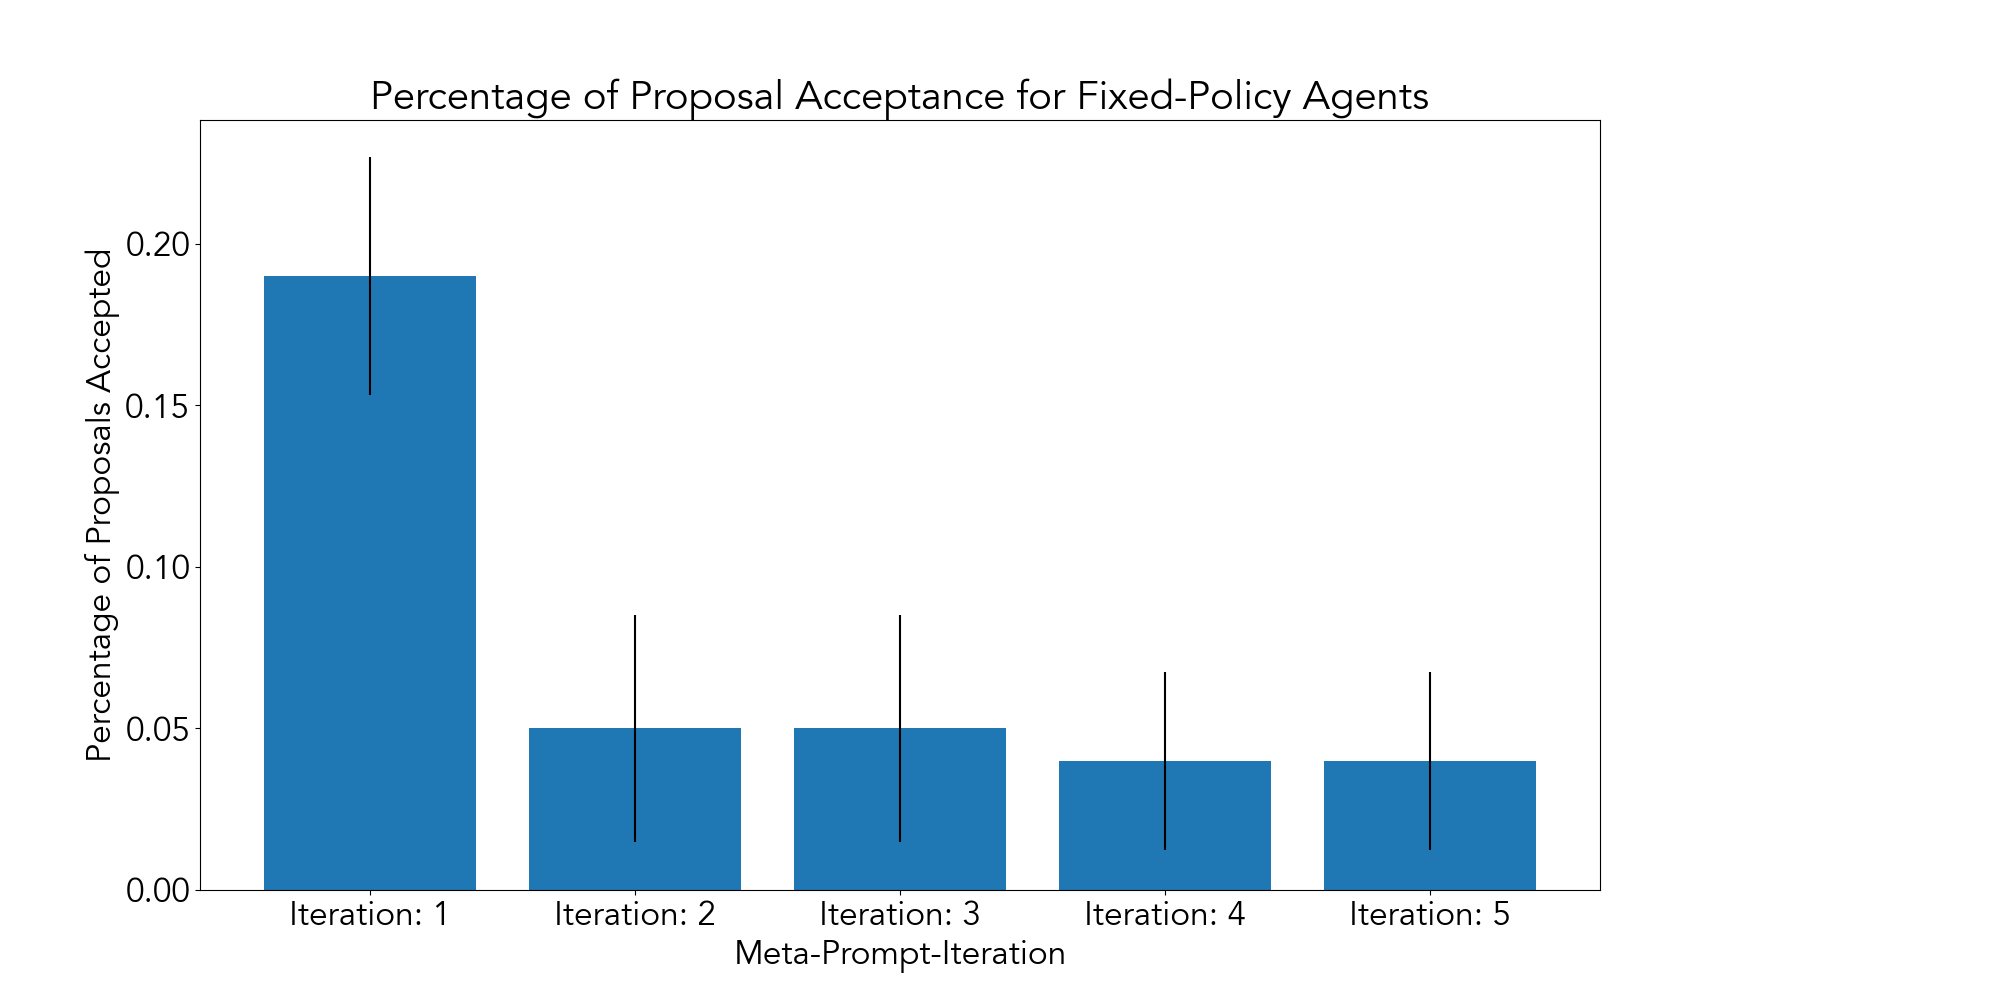 Percentage of Proposal Acceptance for Fixed-Policy Agents
Percentage of Proposals Accepted
0.20
0.15
0.10
0.05
0.00
Iteration: 1
Iteration: 2
Iteration: 3
Iteration: 4
Iteration: 5
Meta-Prompt-Iteration